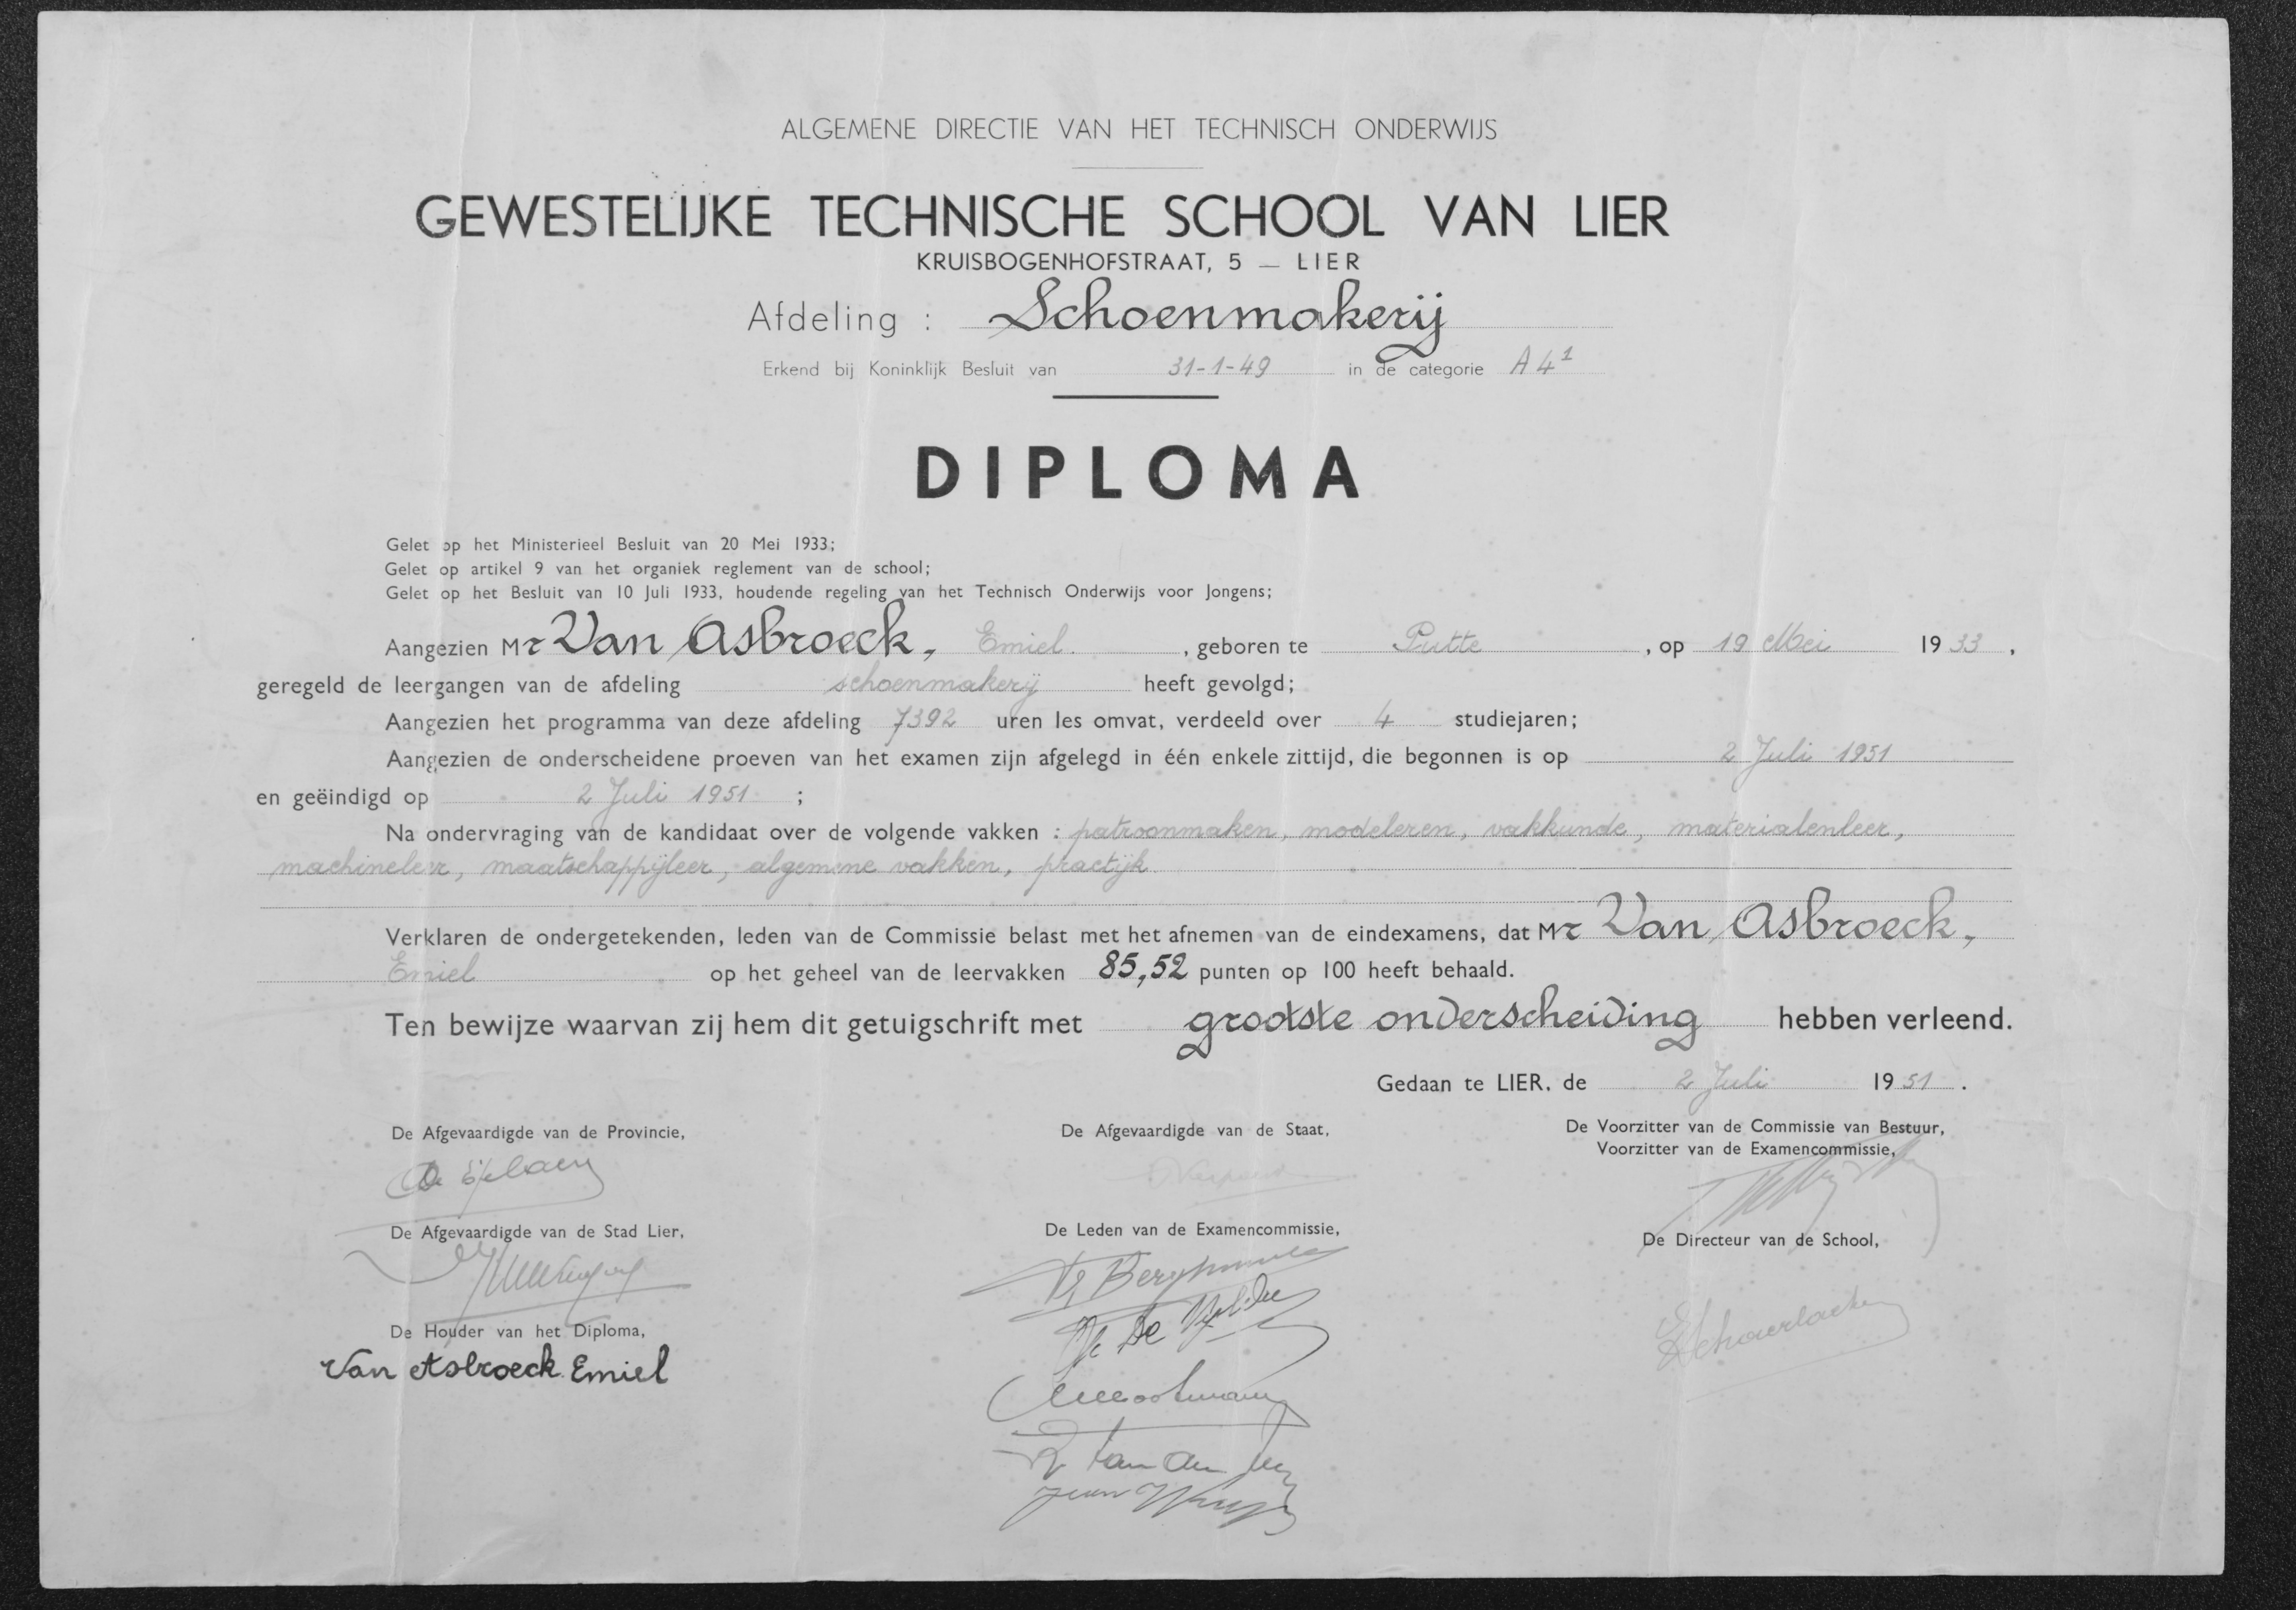 ALGEMENE DIRECTIE VAN HET TECHNISCH ONDERWIJS
GEWESTELIJKE TECHNISCHE SCHOOL VAN LIER
KRUISBOGENHOFSTRAAT, 5 — LIER
Afdeling : Schoenmakerij
Erkend bij Koninklijk Besluit van 31-1-49 in de categorie A4¹
DIPLOMA
Gelet op het Ministerieel Besluit van 20 Mei 1933;
Gelet op artikel 9 van het organiek reglement van de school;
Gelet op het Besluit van 10 Juli 1933, houdende regeling van het Technisch Onderwijs voor Jongens;
Aangezien Mr Van Asbroeck, Emiel. , geboren te Putte , op 19 Mei 1933 ,
geregeld de leergangen van de afdeling schoenmakerij heeft gevolgd;
Aangezien het programma van deze afdeling 7392 uren les omvat, verdeeld over 4 studiejaren;
Aangezien de onderscheidene proeven van het examen zijn afgelegd in één enkele zittijd, die begonnen is op 2 Juli 1951
en geëindigd op 2 Juli 1951 ;
Na ondervraging van de kandidaat over de volgende vakken : patroonmaken, modeleren, vakkunde, materialenleer,
machineleer, maatschappijleer, algemene vakken, practijk.
Verklaren de ondergetekenden, leden van de Commissie belast met het afnemen van de eindexamens, dat Mr Van Asbroeck,
Emiel op het geheel van de leervakken 85,52 punten op 100 heeft behaald.
Ten bewijze waarvan zij hem dit getuigschrift met grootste onderscheiding hebben verleend.
Gedaan te LIER, de 2 Juli 1951 .
De Afgevaardigde van de Provincie,
De Afgevaardigde van de Staat,
De Voorzitter van de Commissie van Bestuur,
Voorzitter van de Examencommissie,
De Afgevaardigde van de Stad Lier,
De Leden van de Examencommissie,
De Directeur van de School,
De Houder van het Diploma,
Van Asbroeck Emiel